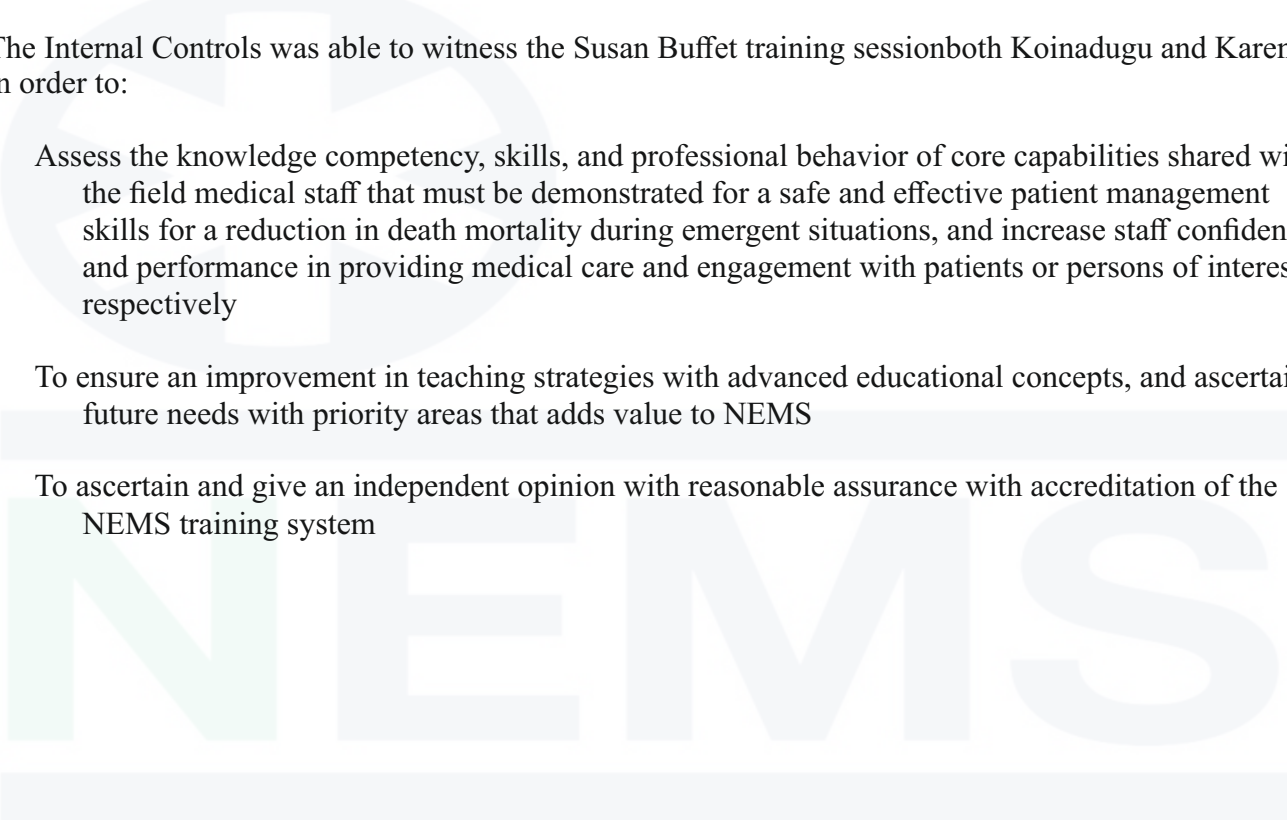 The Internal Controls was able to witness the Susan Buffet training sessionboth Koinadugu and Karen
n order to:
Assess the knowledge competency, skills, and professional behavior of core capabilities shared wi
the field medical staff that must be demonstrated for a safe and effective patient management
skills for a reduction in death mortality during emergent situations, and increase staff confiden
and performance in providing medical care and engagement with patients or persons of interes
respectively
To ensure an improvement in teaching strategies with advanced educational concepts, and ascertai
future needs with priority areas that adds value to NEMS
To ascertain and give an independent opinion with reasonable assurance with accreditation of the
NEMS training system
NEMS